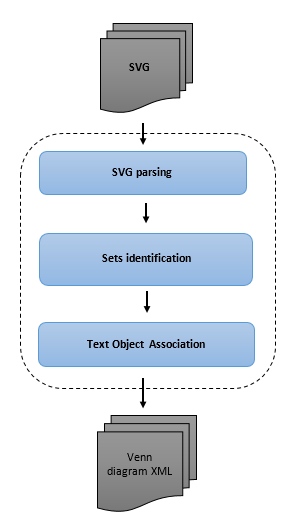 SVG
SVG parsing
Sets identification
Text Object Association
Venn
diagram XML